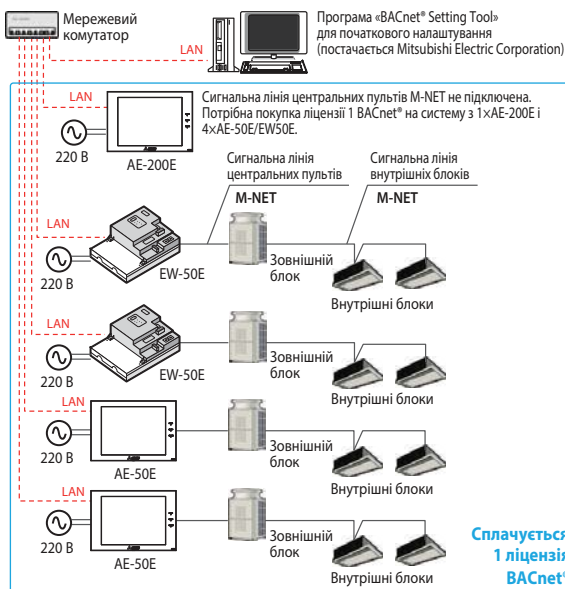 Мережевий
комутатор
LAN
Програма «BACnet® Setting Tool»
для початкового налаштування
(постачається Mitsubishi Electric Corporation)
LAN
220 В
AE-200E
Сигнальна лінія центральних пультів M-NET не підключена.
Потрібна покупка ліцензії 1 BACnet® на систему з 1×AE-200E і
4×AE-50E/EW50E.
Сигнальна лінія
центральних пультів
M-NET
Сигнальна лінія
внутрішніх блоків
M-NET
LAN
220 В
EW-50E
Зовнішній
блок
Внутрішні блоки
LAN
220 В
EW-50E
Зовнішній
блок
Внутрішні блоки
LAN
220 В
AE-50E
Зовнішній
блок
Внутрішні блоки
LAN
220 В
AE-50E
Зовнішній
блок
Внутрішні блоки
Сплачується
1 ліцензія
BACnet®